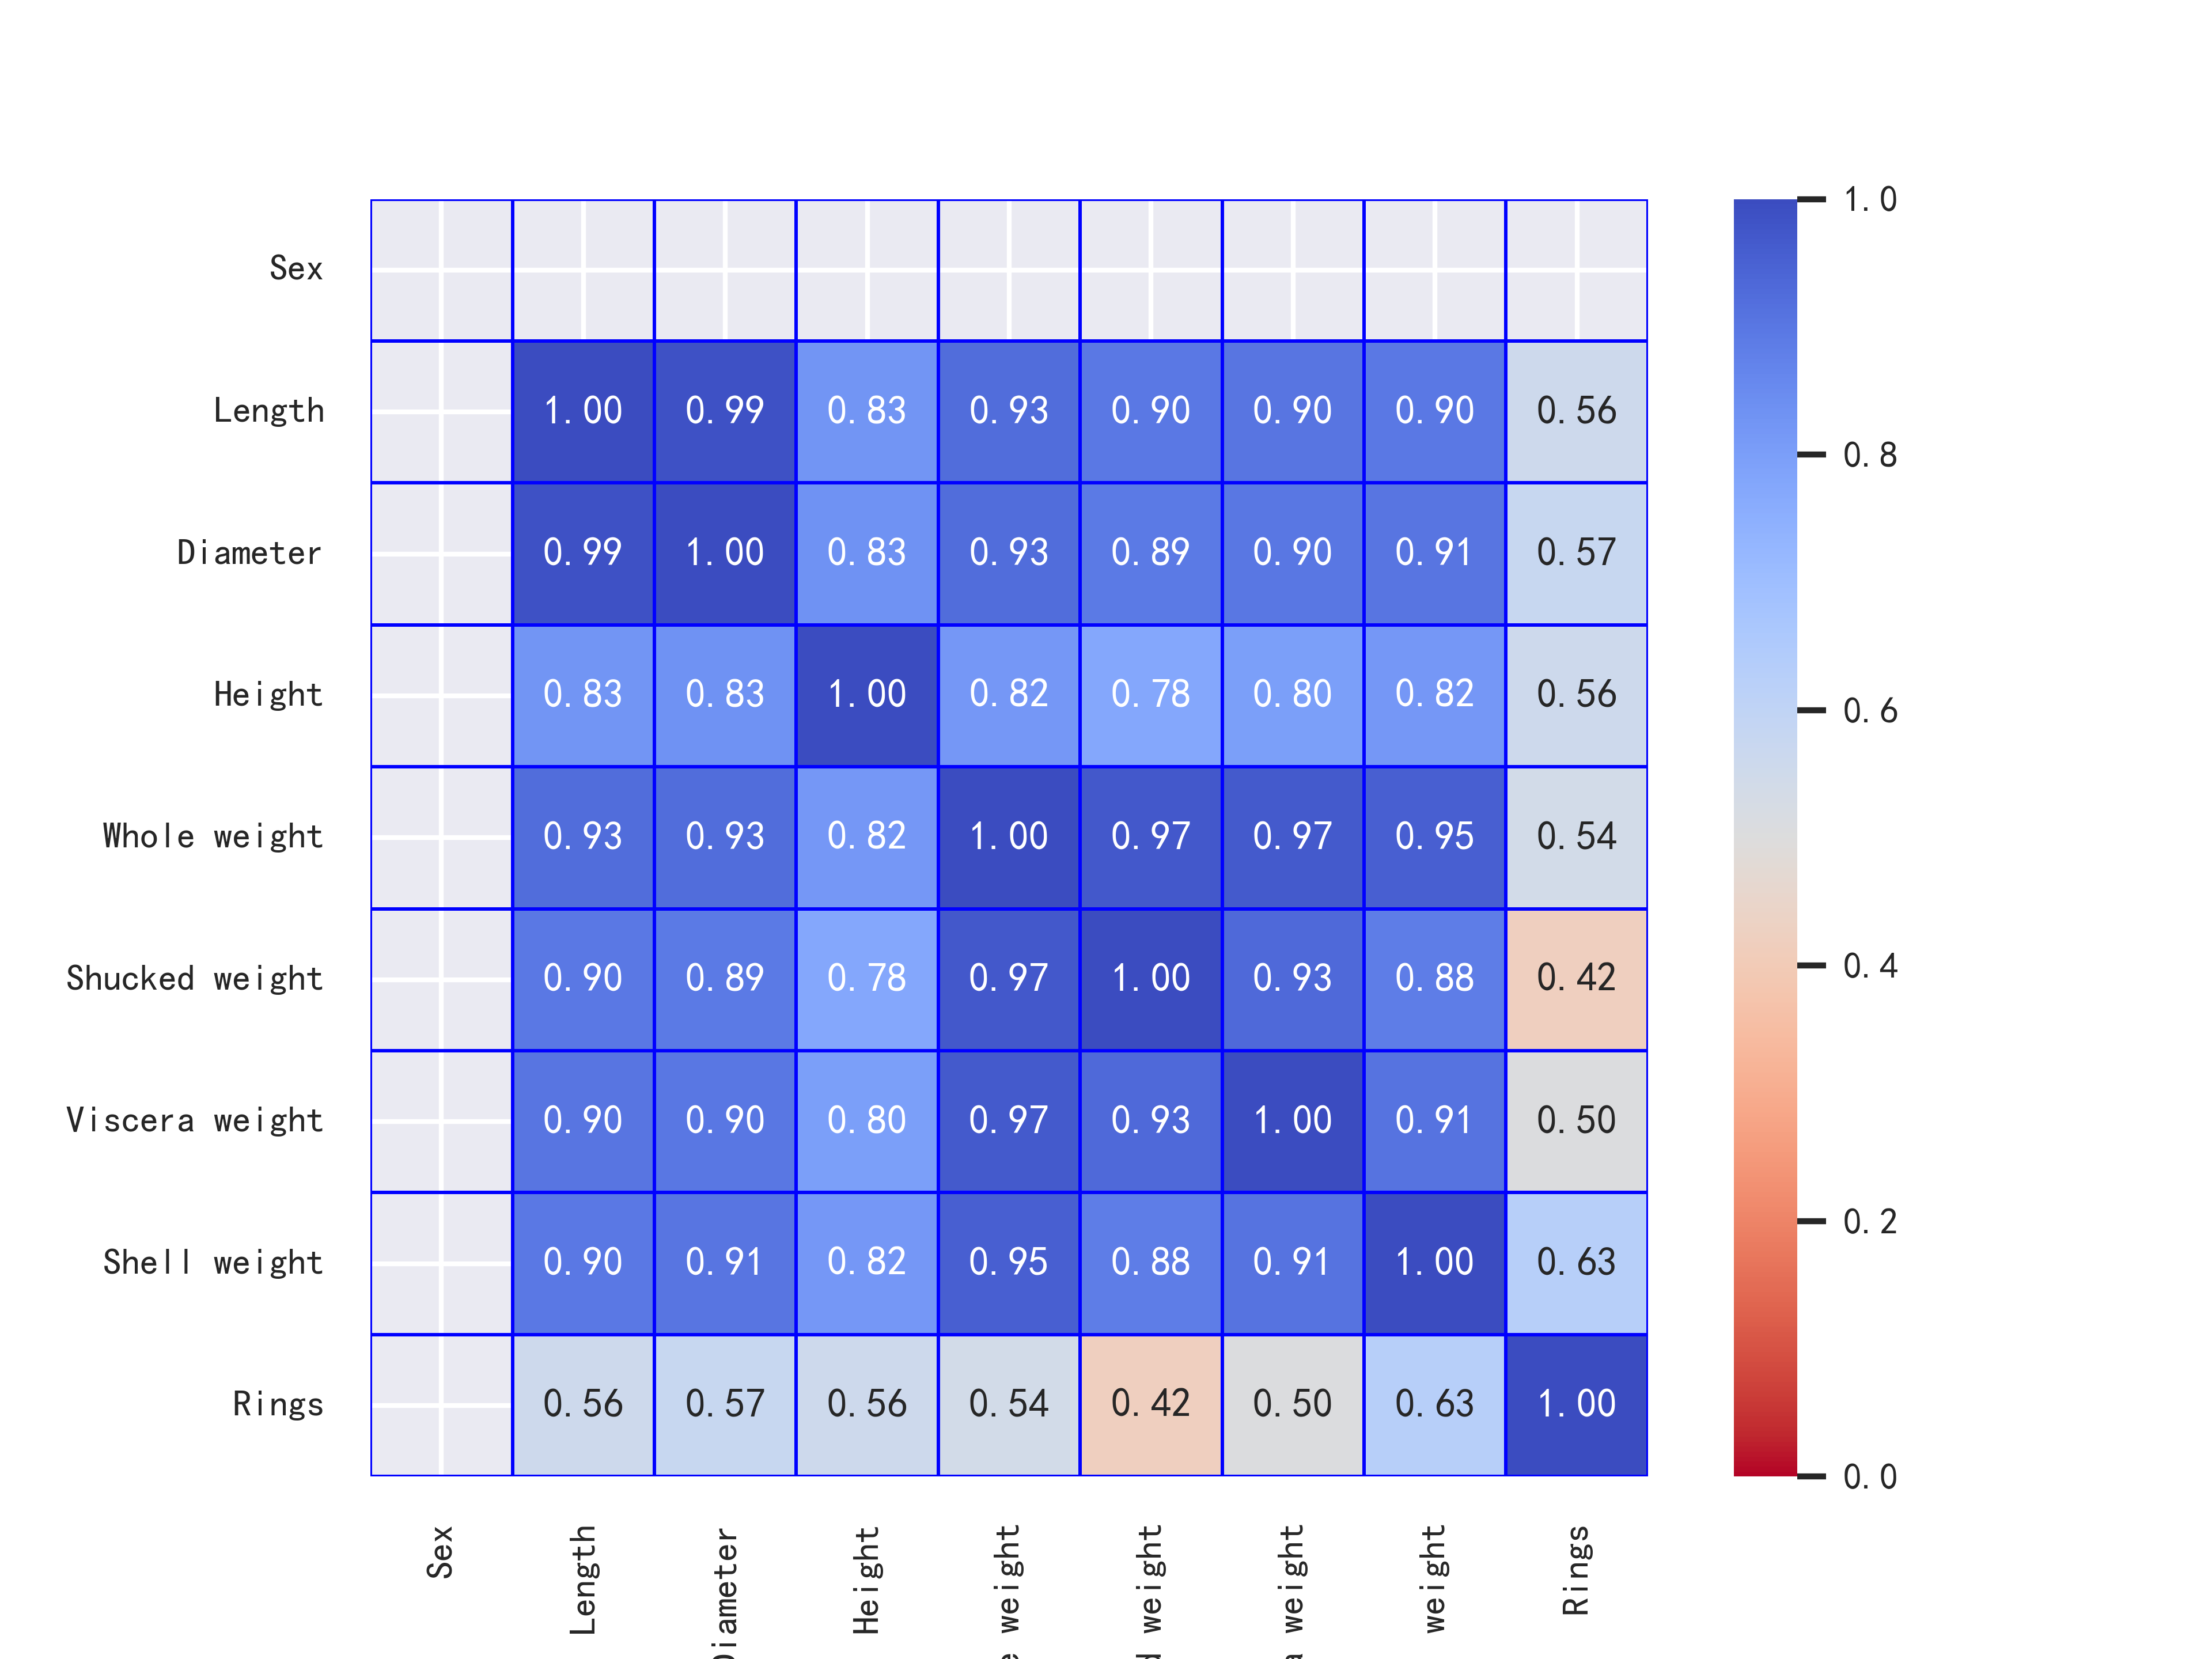 1.0
Sex
Length 1.00 0.99 0.83 0.93 0.90 0.90 0.90 0.56
0.8
Diameter 0.99 1.00 0.83 0.93 0.89 0.90 0.91 0.57
Height 0.83 0.83 1.00 0.82 0.78 0.80 0.82 0.56
0.6
Whole weight 0.93 0.93 0.82 1.00 0.97 0.97 0.95 0.54
Shucked weight 0.90 0.89 0.78 0.97 1.00 0.93 0.88 0.42
0.4
Viscera weight 0.90 0.90 0.80 0.97 0.93 1.00 0.91 0.50
0.2
Shell weight 0.90 0.91 0.82 0.95 0.88 0.91 1.00 0.63
Rings 0.56 0.57 0.56 0.54 0.42 0.50 0.63 1.00
0.0
Sex
Length
Diameter
Height
e weight
d weight
a weight
weight
Rings